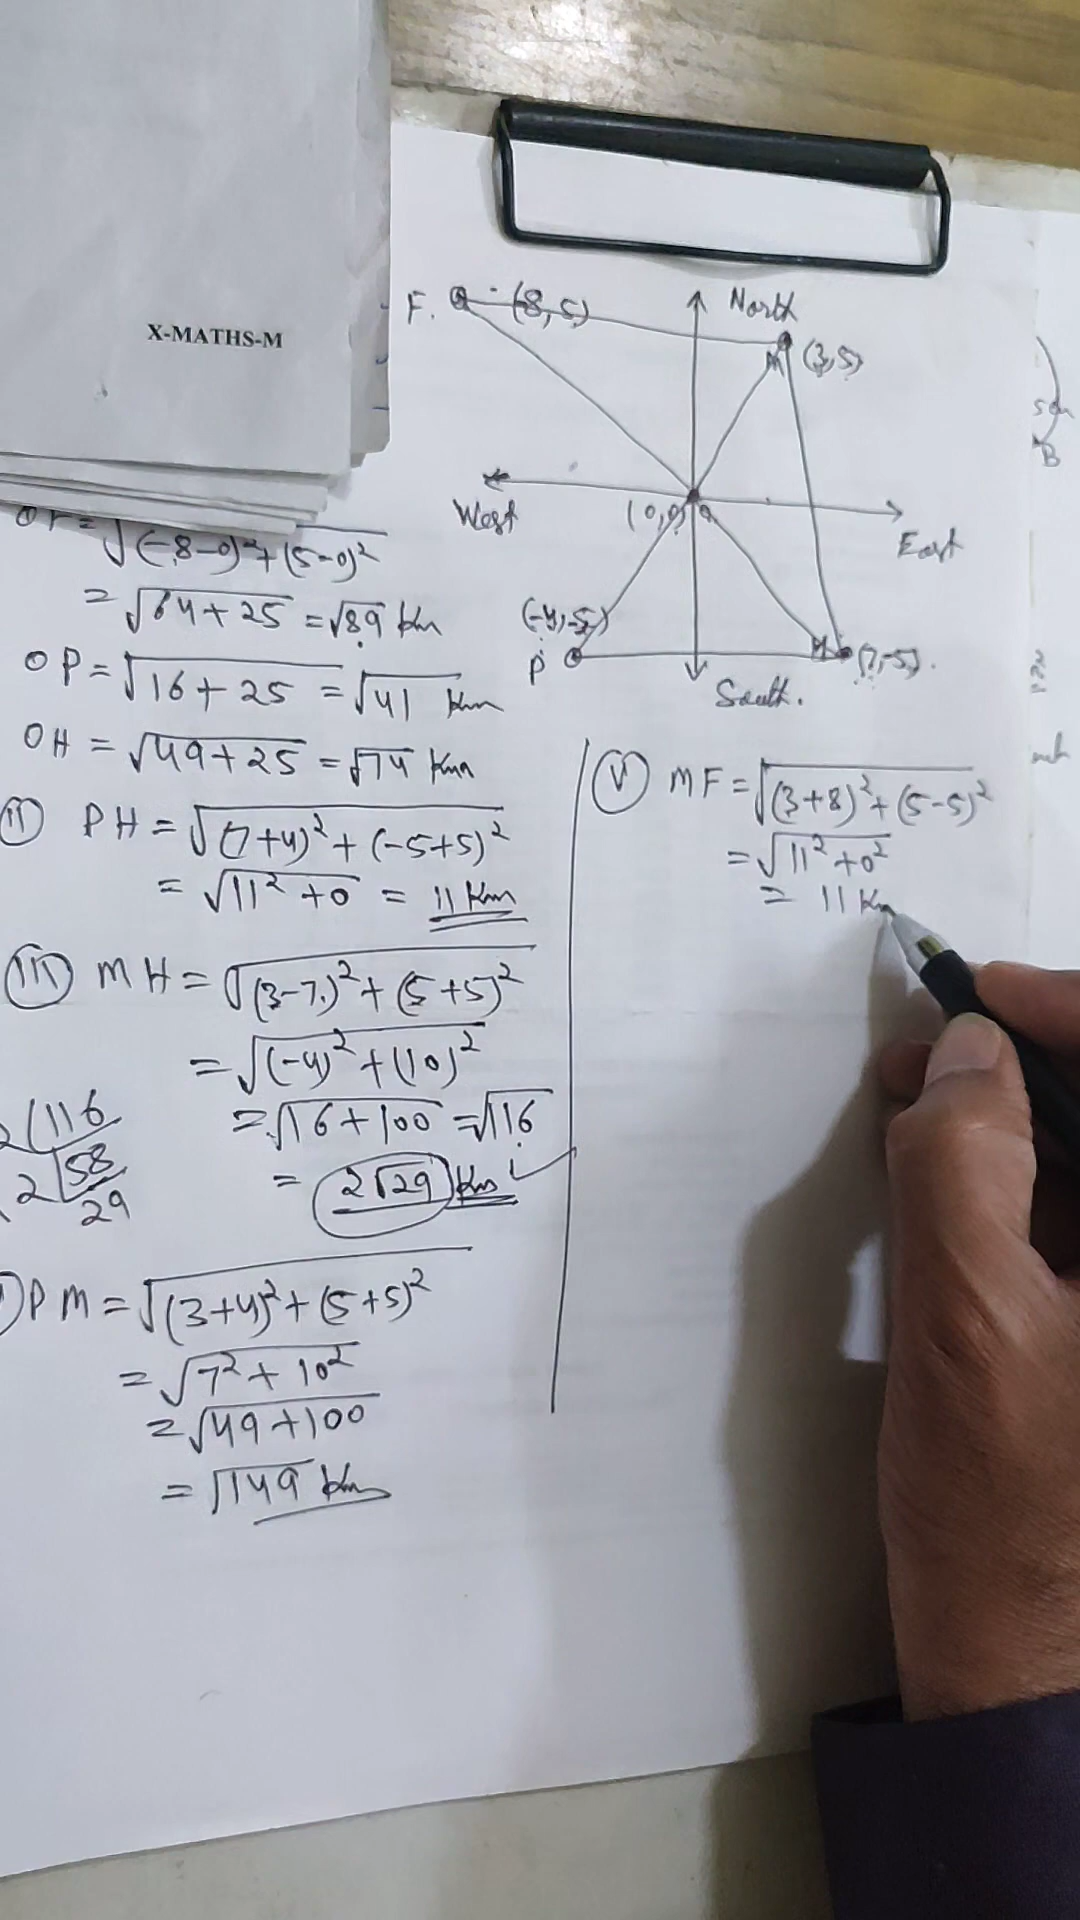 X-MATHS-M
F. (-8,5)
North
M (3,5)
West
(0,0)
East
(-4,-5)
P
H (7,-5).
South.
= √(-8-0)²+(5-0)²
= √64+25 = √89 km
OP = √16+25 = √41 km
OH = √49+25 = √74 Km
ii PH = √(7+4)²+(-5+5)²
= √11²+0 = 11 Km
iii MH = √(3-7)²+(5+5)²
= √(-4)²+(10)²
= √16+100 = √116
= 2√29 Km
2 116
2 58
29
PM = √(3+4)²+(5+5)²
= √7²+10²
= √49+100
= √149 km
V MF = √(3+8)²+(5-5)²
= √11²+0²
= 11 Km
B